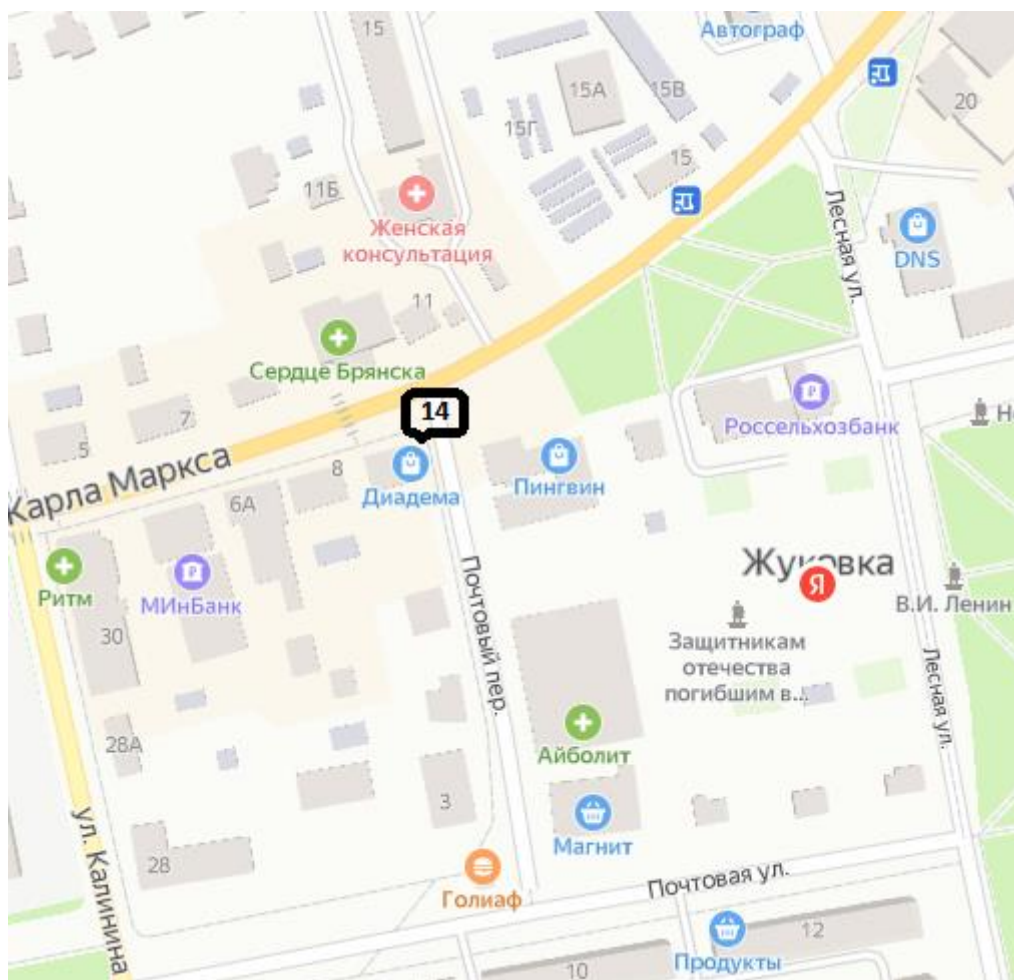 Автограф
15
15А
15В
15Г
15
20
11Б
Женская
консультация
Лесная ул.
DNS
11
Сердце Брянска
14
7
5
Россельхозбанк
Карла Маркса
8
Диадема
Пингвин
6А
Ритм
МИнБанк
Жуковка
Я
В.И. Ленин
30
Почтовый пер.
Защитникам
отечества
погибшим в...
Лесная ул.
28А
Айболит
3
ул. Калинина
28
Магнит
Голиаф
Почтовая ул.
12
Продукты
10